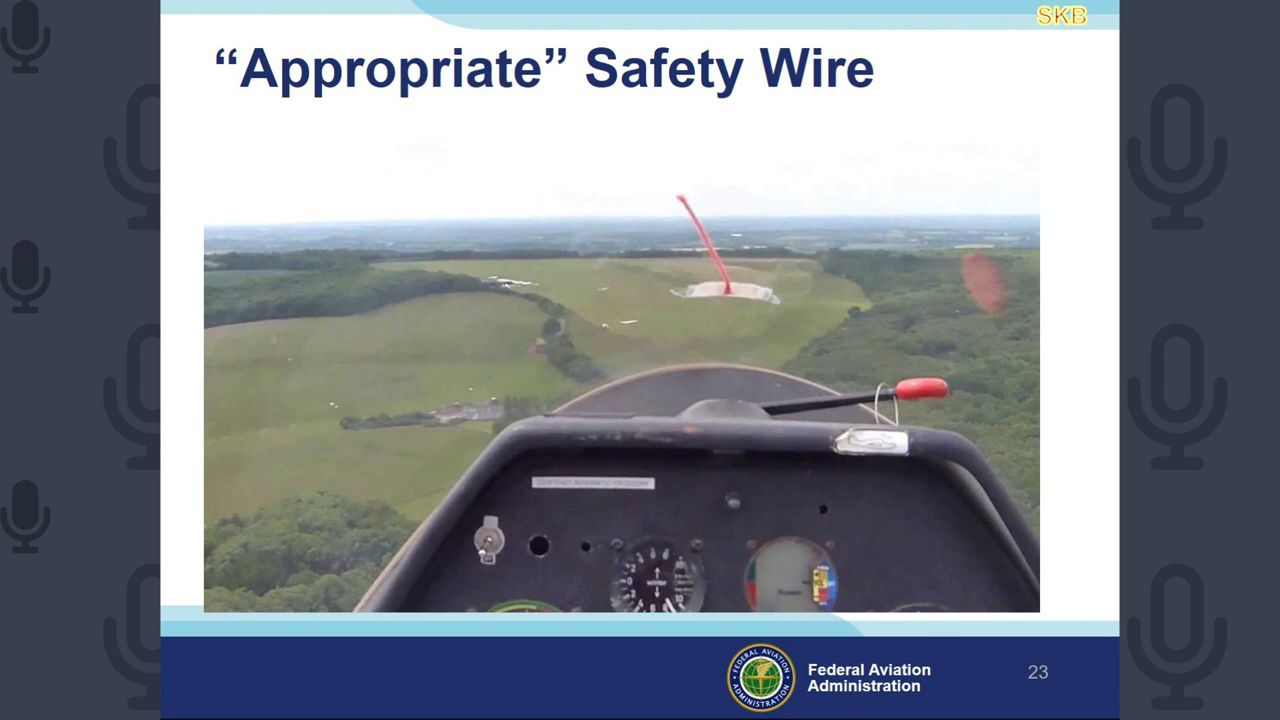 SKB
“Appropriate” Safety Wire
Federal Aviation
Administration
23